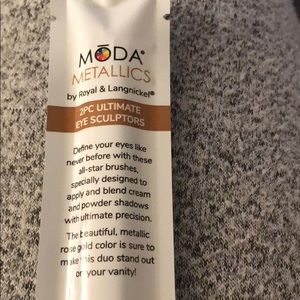 MŌDA®
METALLICS
by Royal & Langnickel®
2PC ULTIMATE
EYE SCULPTORS
Define your eyes like
never before with these
all-star brushes,
specially designed to
apply and blend cream
and powder shadows
with ultimate precision.
The beautiful, metallic
rose gold color is sure to
make this duo stand out
on your vanity!